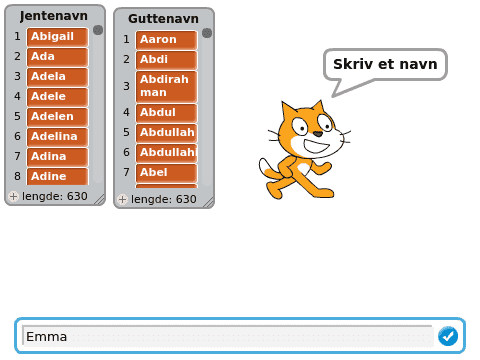 Jentenavn
1 Abigail
2 Ada
3 Adela
4 Adele
5 Adelen
6 Adelina
7 Adina
8 Adine
lengde: 630
Guttenavn
1 Aaron
2 Abdi
3 Abdirah
man
4 Abdul
5 Abdullah
6 Abdullah
7 Abel
lengde: 630
Skriv et navn
Emma